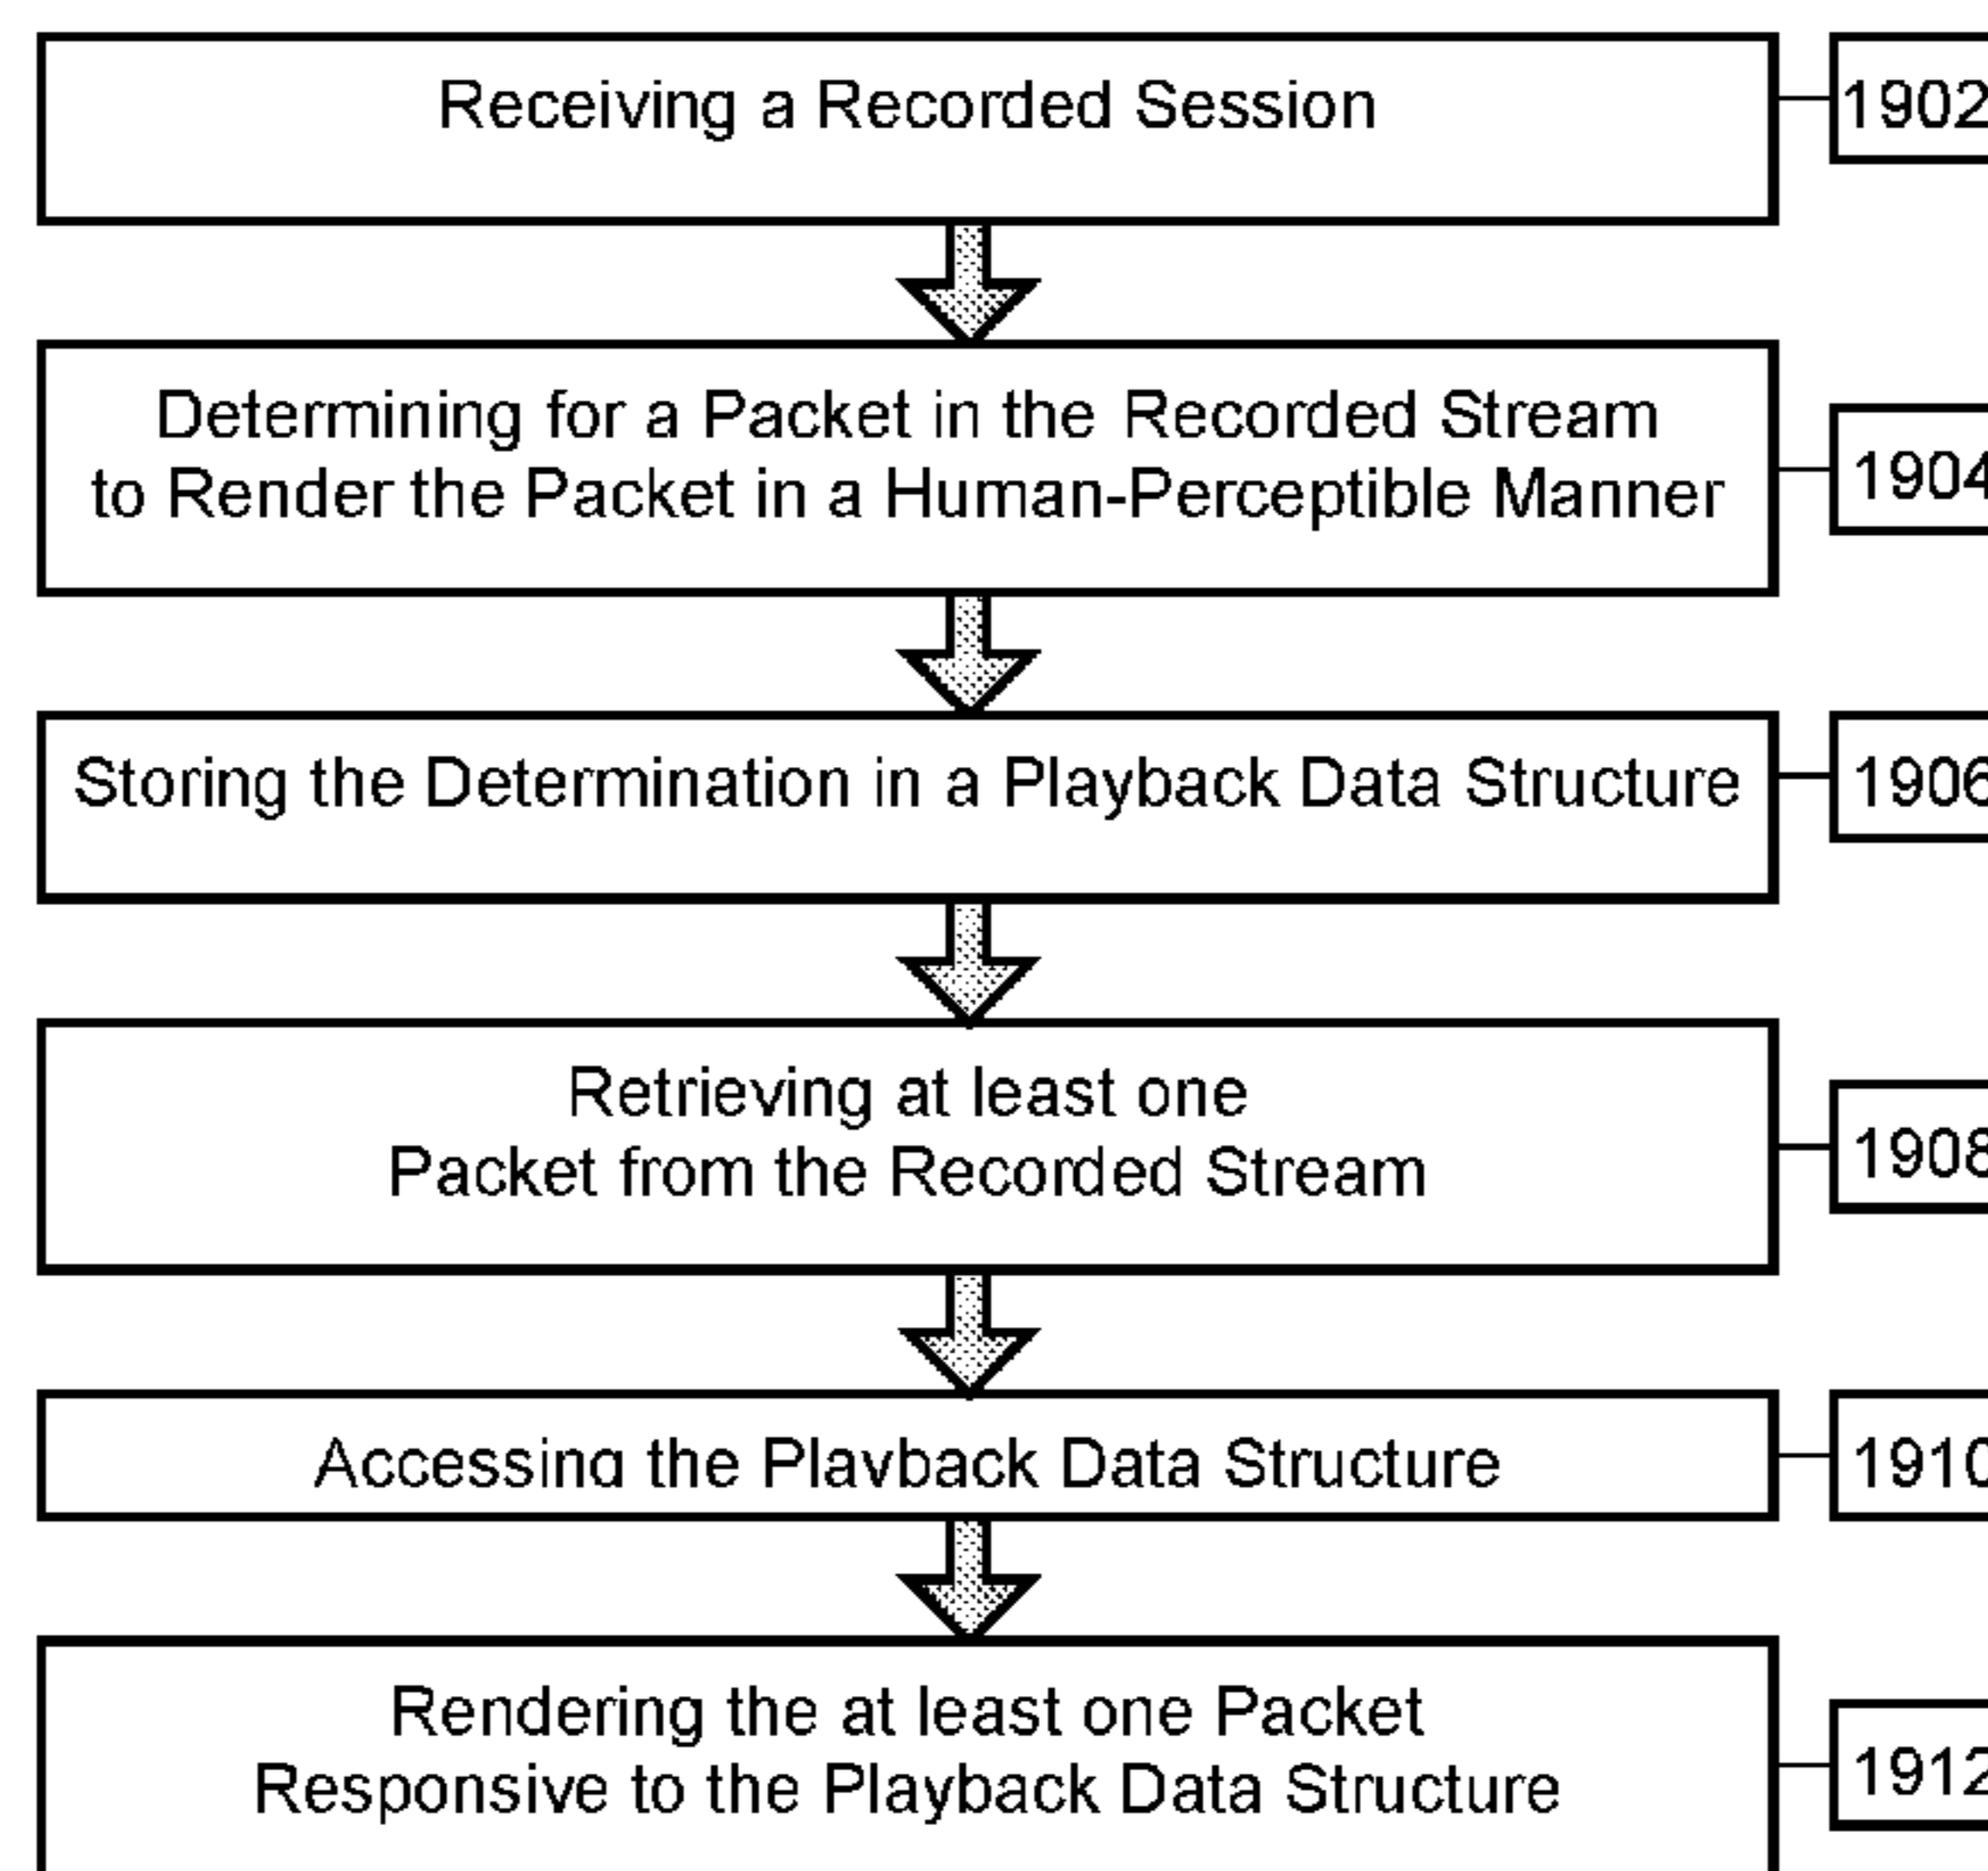 Receiving a Recorded Session
1902
Determining for a Packet in the Recorded Stream
to Render the Packet in a Human-Perceptible Manner
1904
Storing the Determination in a Playback Data Structure
1906
Retrieving at least one
Packet from the Recorded Stream
1908
Accessing the Playback Data Structure
1910
Rendering the at least one Packet
Responsive to the Playback Data Structure
1912